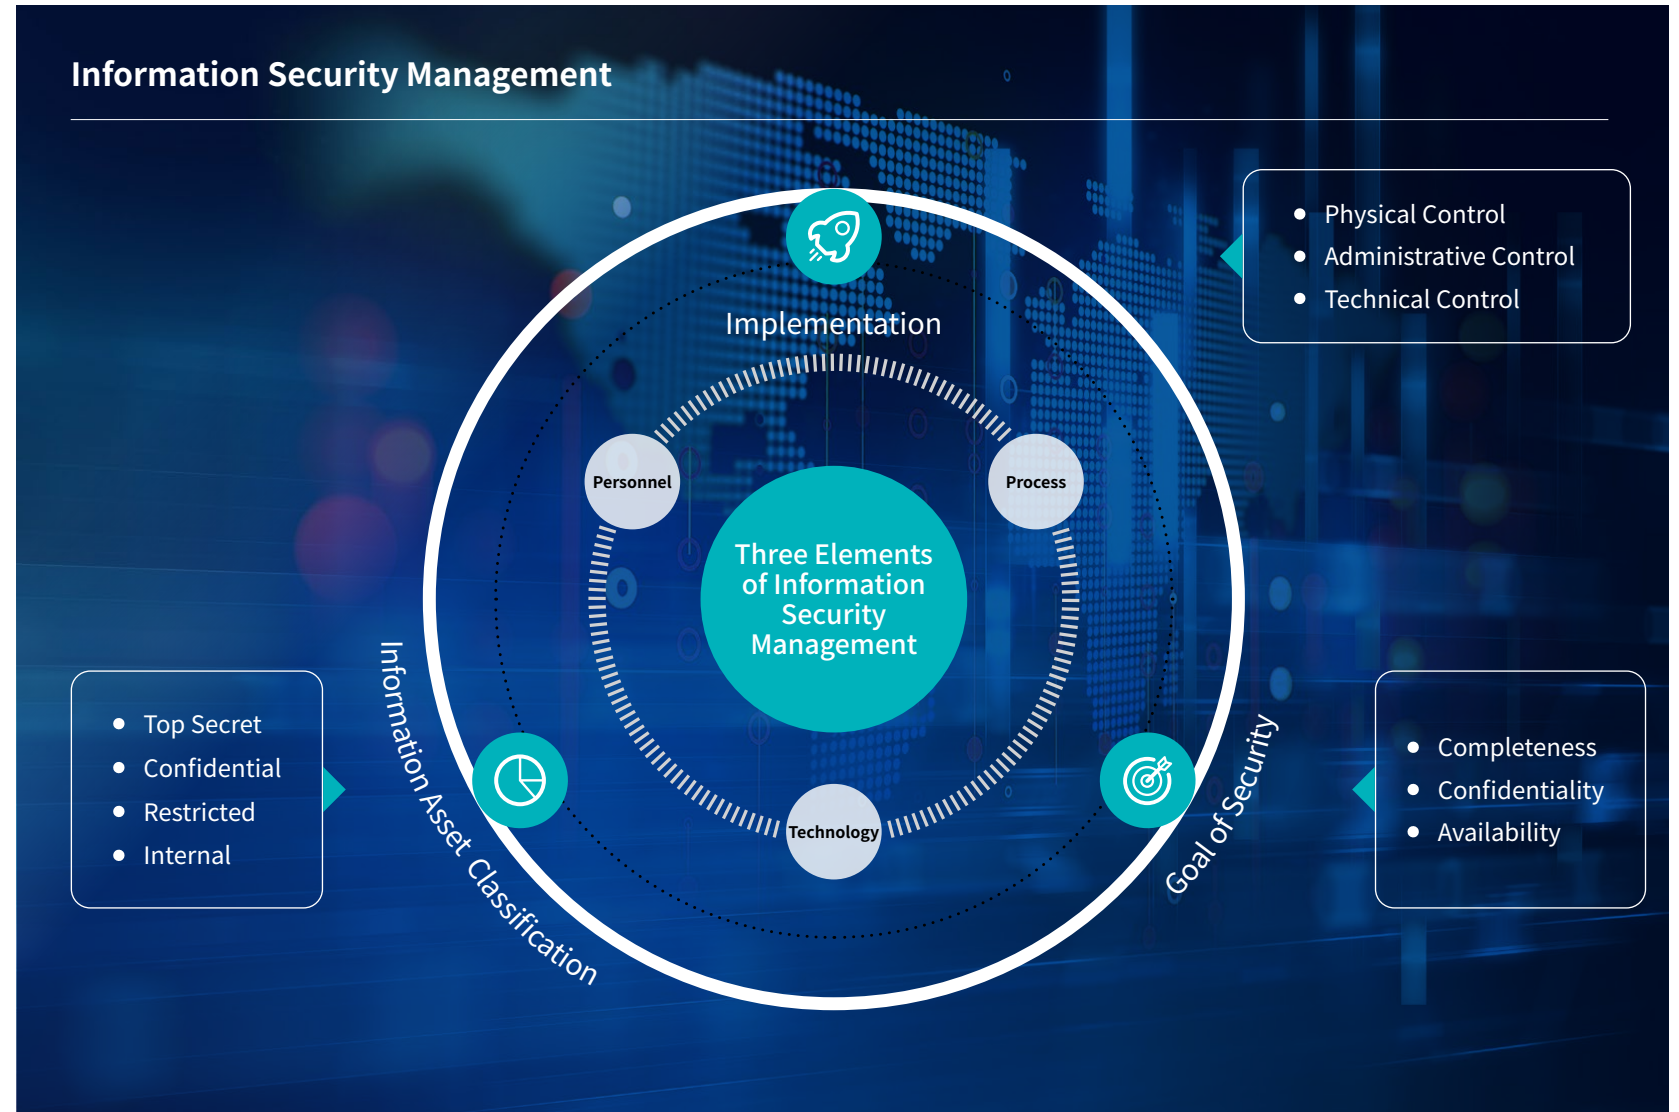 Information Security Management
Physical Control
Administrative Control
Technical Control
Implementation
Personnel
Process
Three Elements
of Information
Security
Management
Technology
Information Asset Classification
Top Secret
Confidential
Restricted
Internal
Goal of Security
Completeness
Confidentiality
Availability